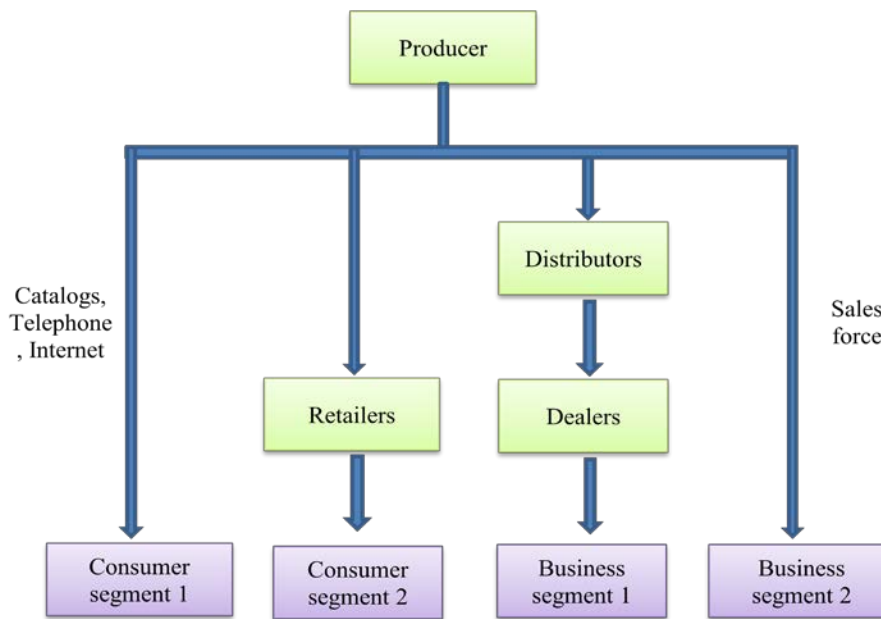 Producer
Distributors
Catalogs,
Telephone
, Internet
Sales
force
Retailers
Dealers
Consumer
segment 1
Consumer
segment 2
Business
segment 1
Business
segment 2